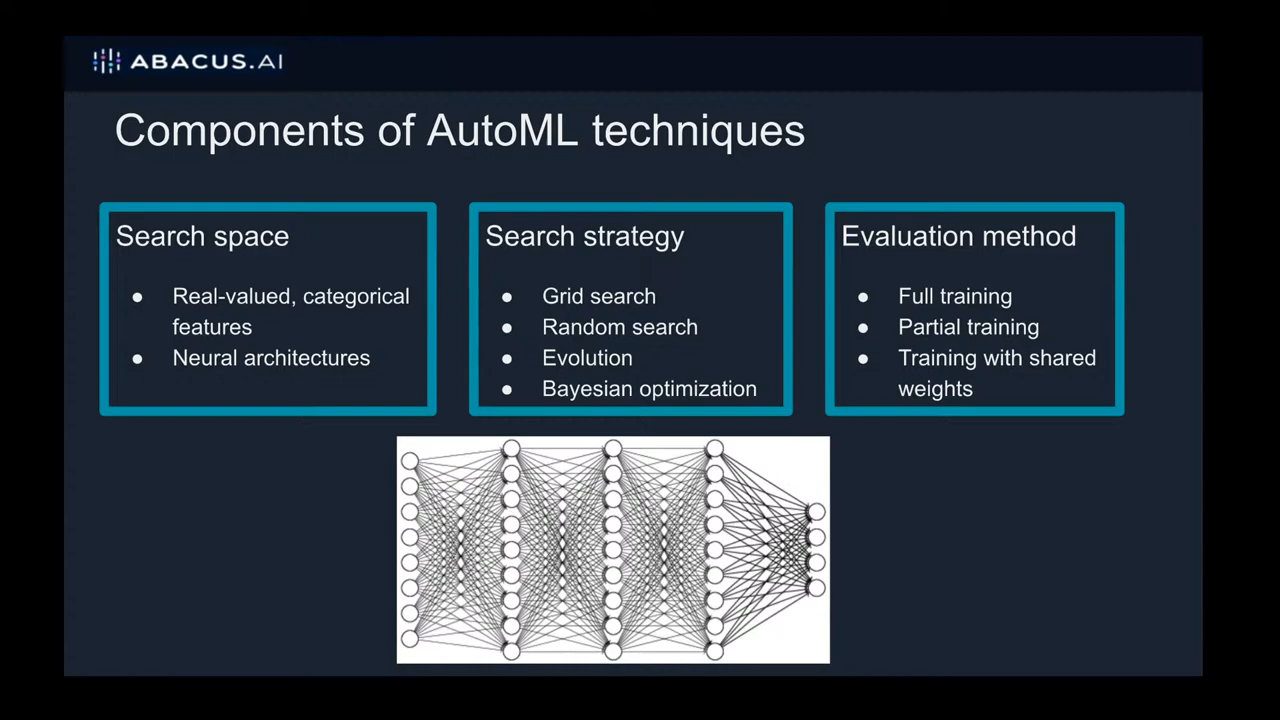 ABACUS.AI
Components of AutoML techniques
Search space
● Real-valued, categorical
features
● Neural architectures
Search strategy
● Grid search
● Random search
● Evolution
● Bayesian optimization
Evaluation method
● Full training
● Partial training
● Training with shared
weights